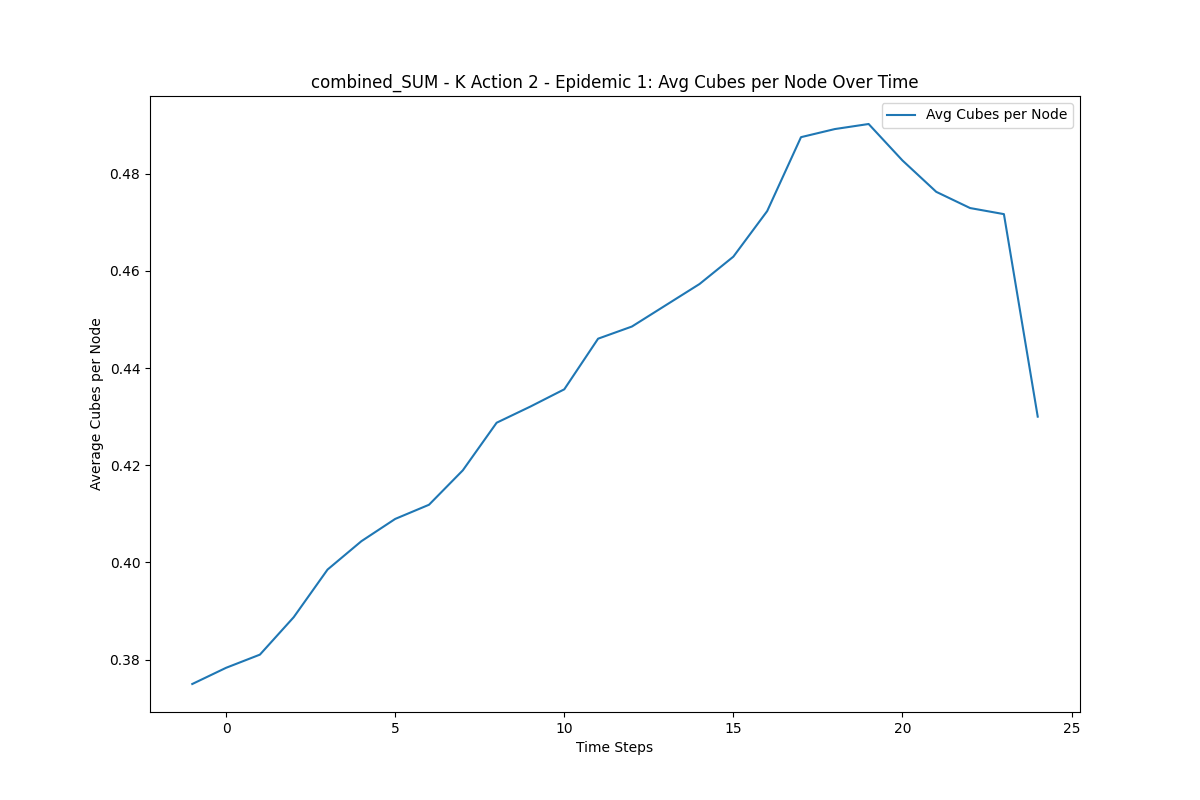 combined_SUM - K Action 2 - Epidemic 1: Avg Cubes per Node Over Time
Avg Cubes per Node
Average Cubes per Node
0.48
0.46
0.44
0.42
0.40
0.38
0 5 10 15 20 25
Time Steps